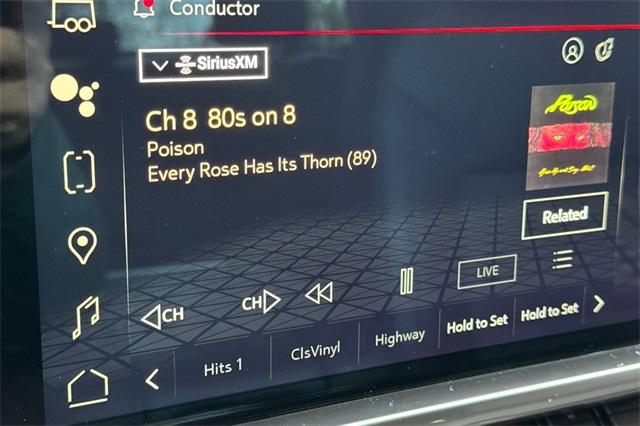 Conductor
SiriusXM
Ch 8 80s on 8
Poison
Every Rose Has Its Thorn (89)
Poison
Related
LIVE
CH
CH
Hits 1
ClsVinyl
Highway
Hold to Set
Hold to Set